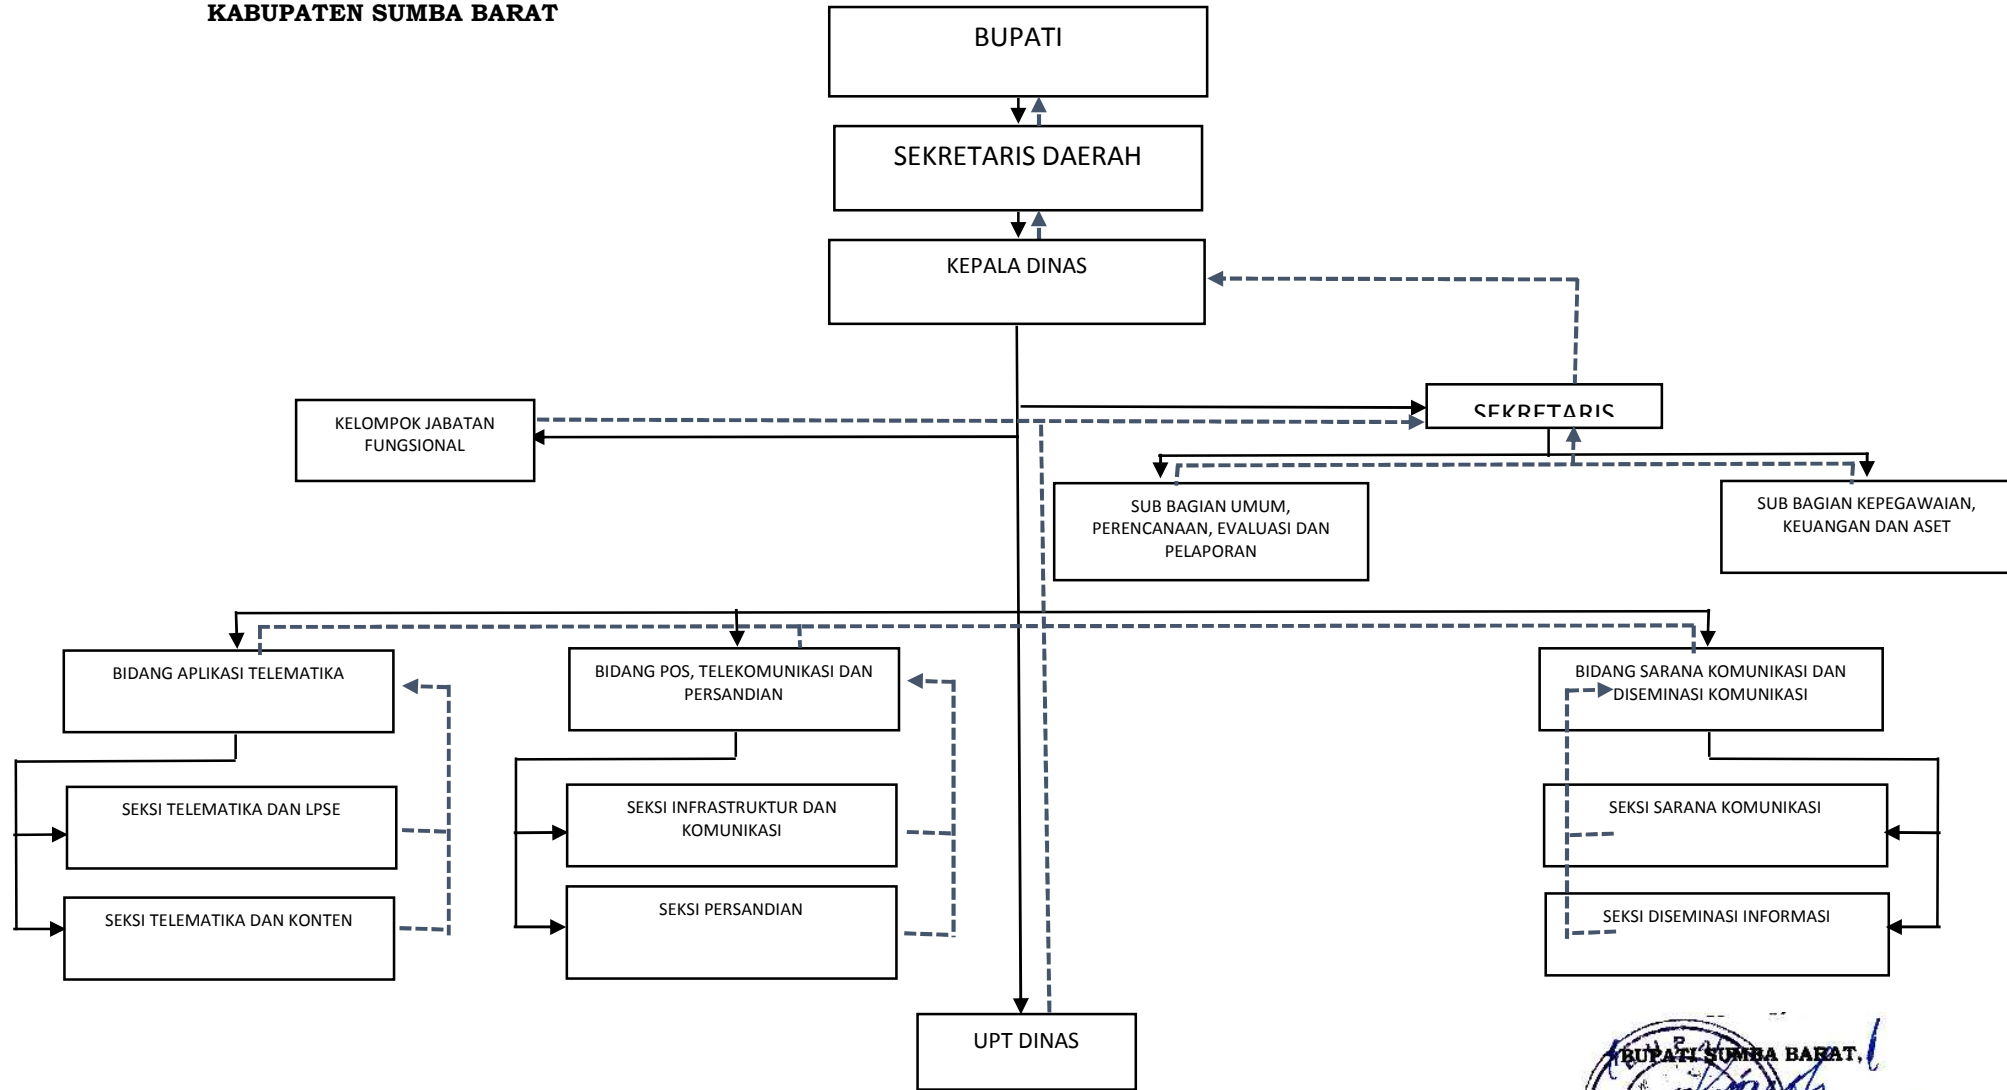 KABUPATEN SUMBA BARAT
BUPATI
SEKRETARIS DAERAH
KEPALA DINAS
KELOMPOK JABATAN
FUNGSIONAL
SEKRETARIS
SUB BAGIAN UMUM,
PERENCANAAN, EVALUASI DAN
PELAPORAN
SUB BAGIAN KEPEGAWAIAN,
KEUANGAN DAN ASET
BIDANG APLIKASI TELEMATIKA
BIDANG POS, TELEKOMUNIKASI DAN
PERSANDIAN
BIDANG SARANA KOMUNIKASI DAN
DISEMINASI KOMUNIKASI
SEKSI TELEMATIKA DAN LPSE
SEKSI INFRASTRUKTUR DAN
KOMUNIKASI
SEKSI SARANA KOMUNIKASI
SEKSI TELEMATIKA DAN KONTEN
SEKSI PERSANDIAN
SEKSI DISEMINASI INFORMASI
UPT DINAS
BUPATI SUMBA BARAT,